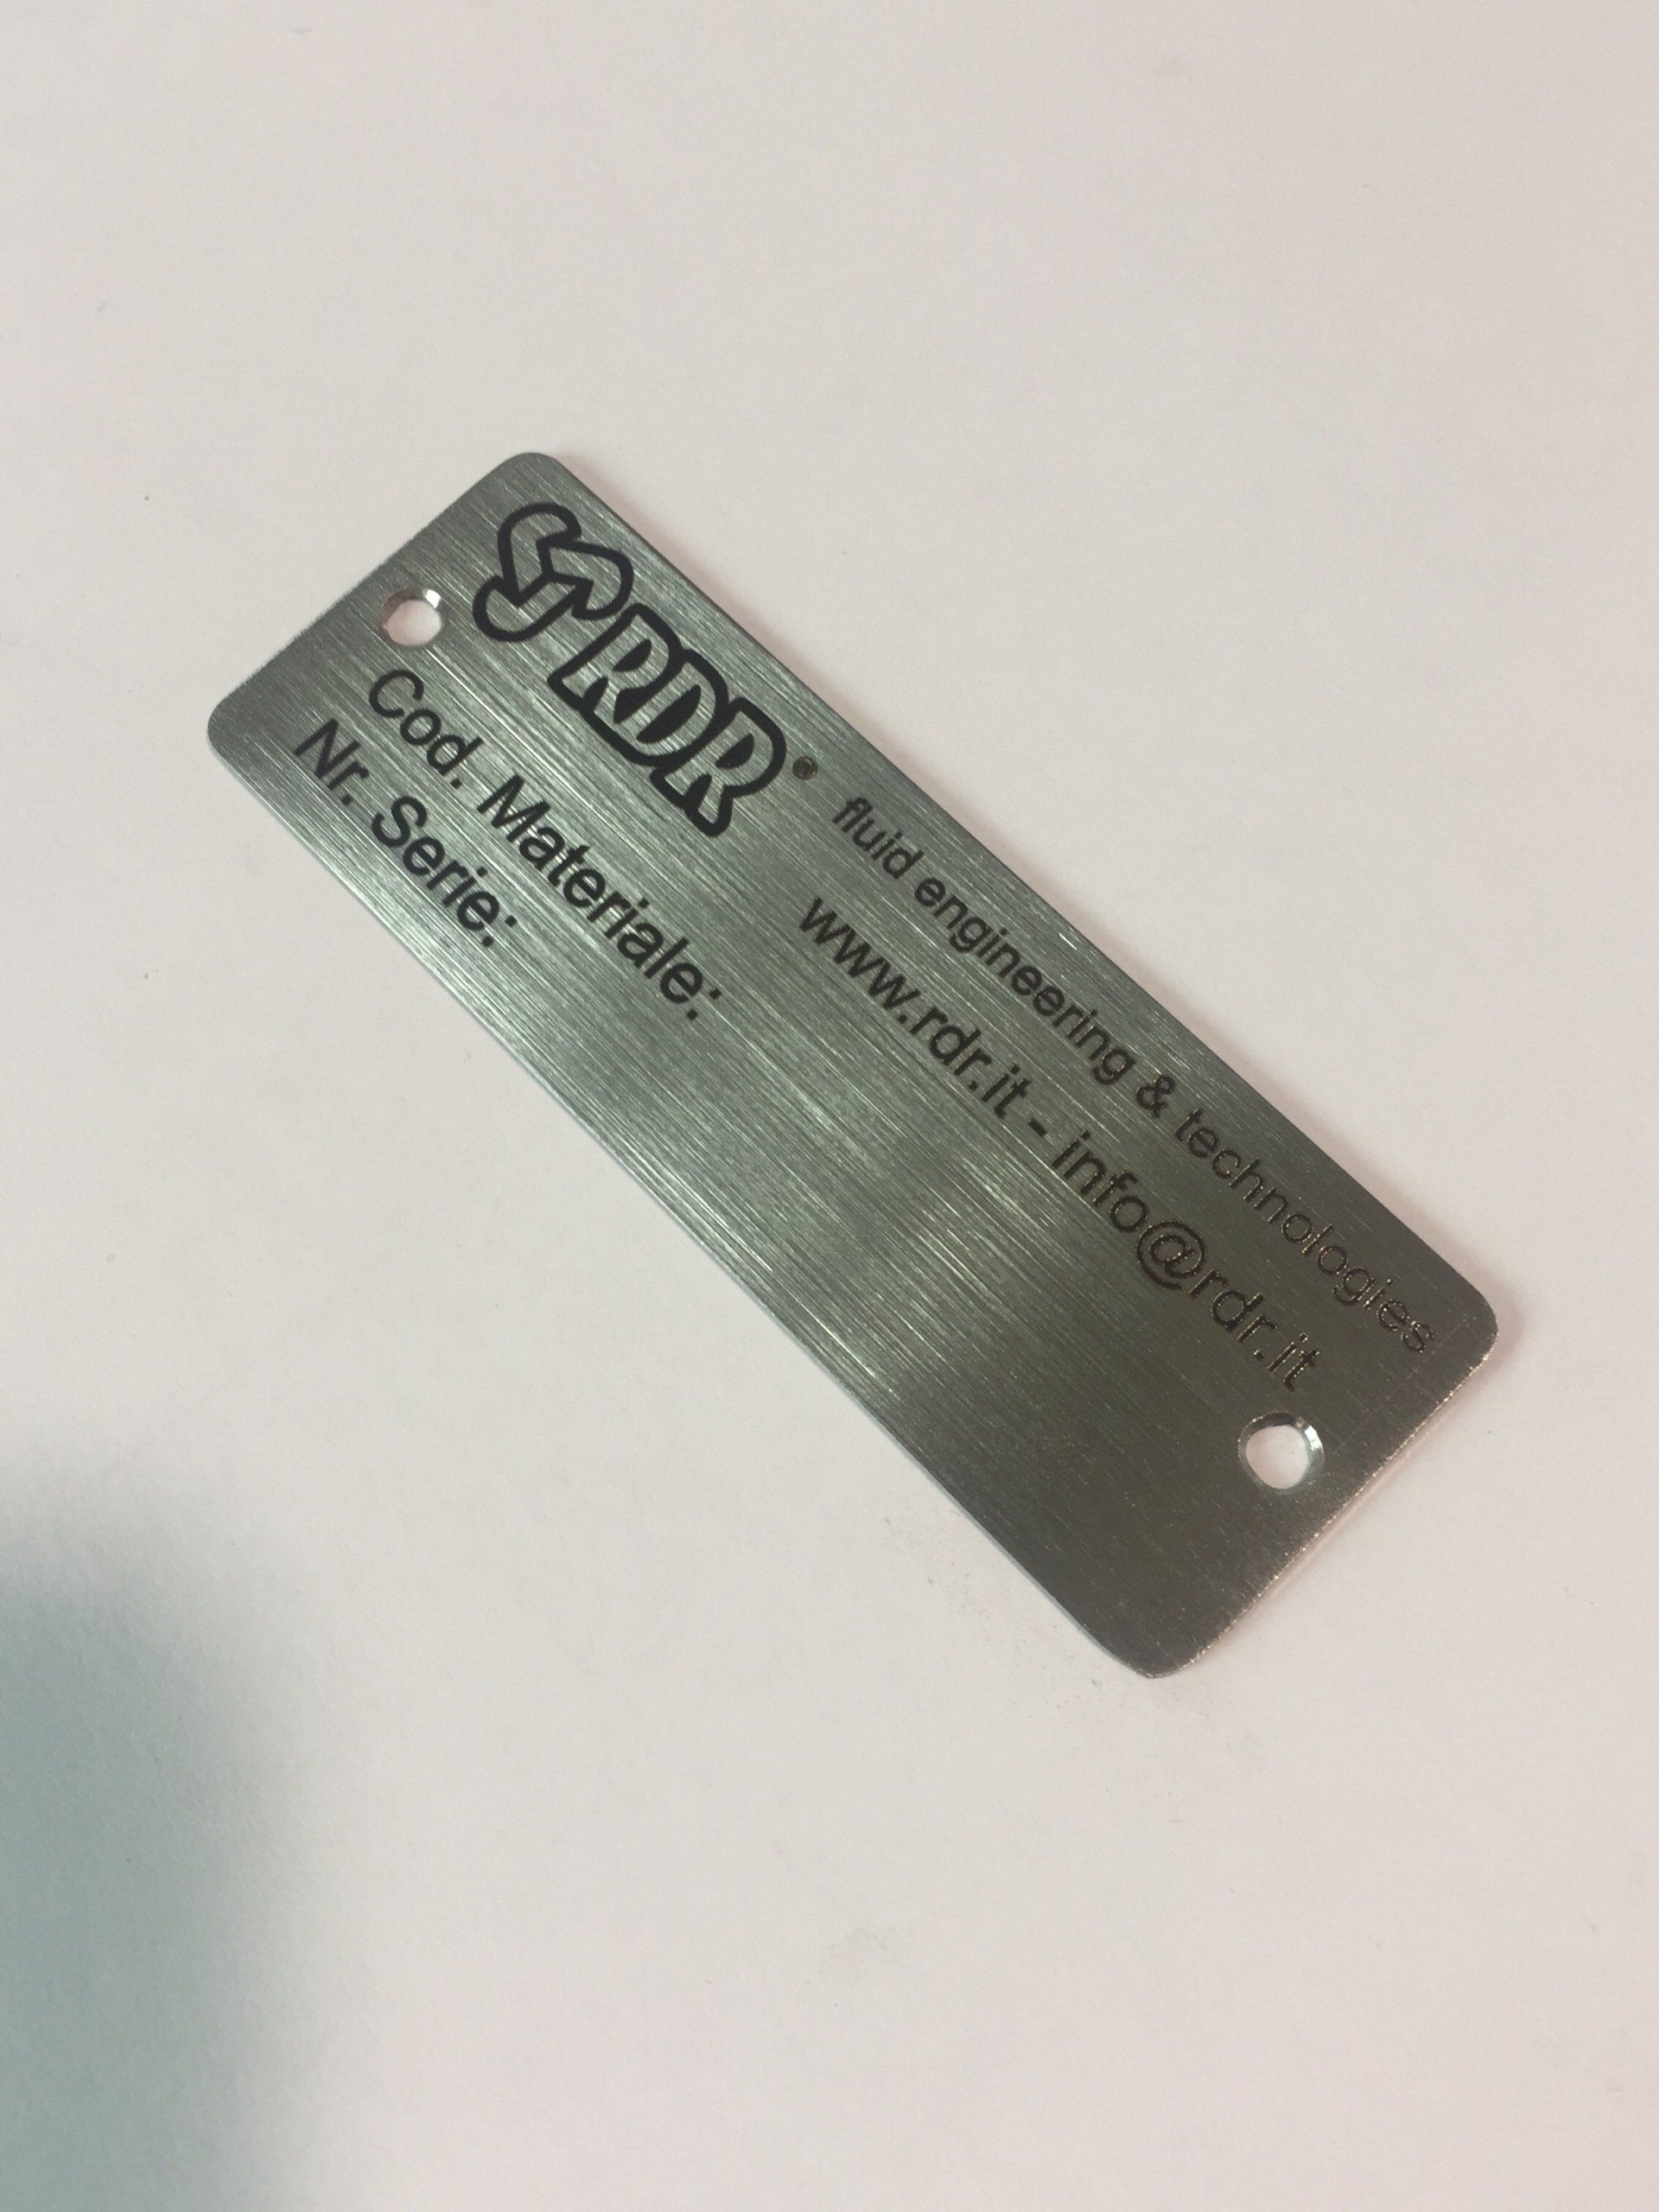 RDR® fluid engineering & technologies
www.rdr.it - info@rdr.it
Cod. Materiale:
Nr. Serie: